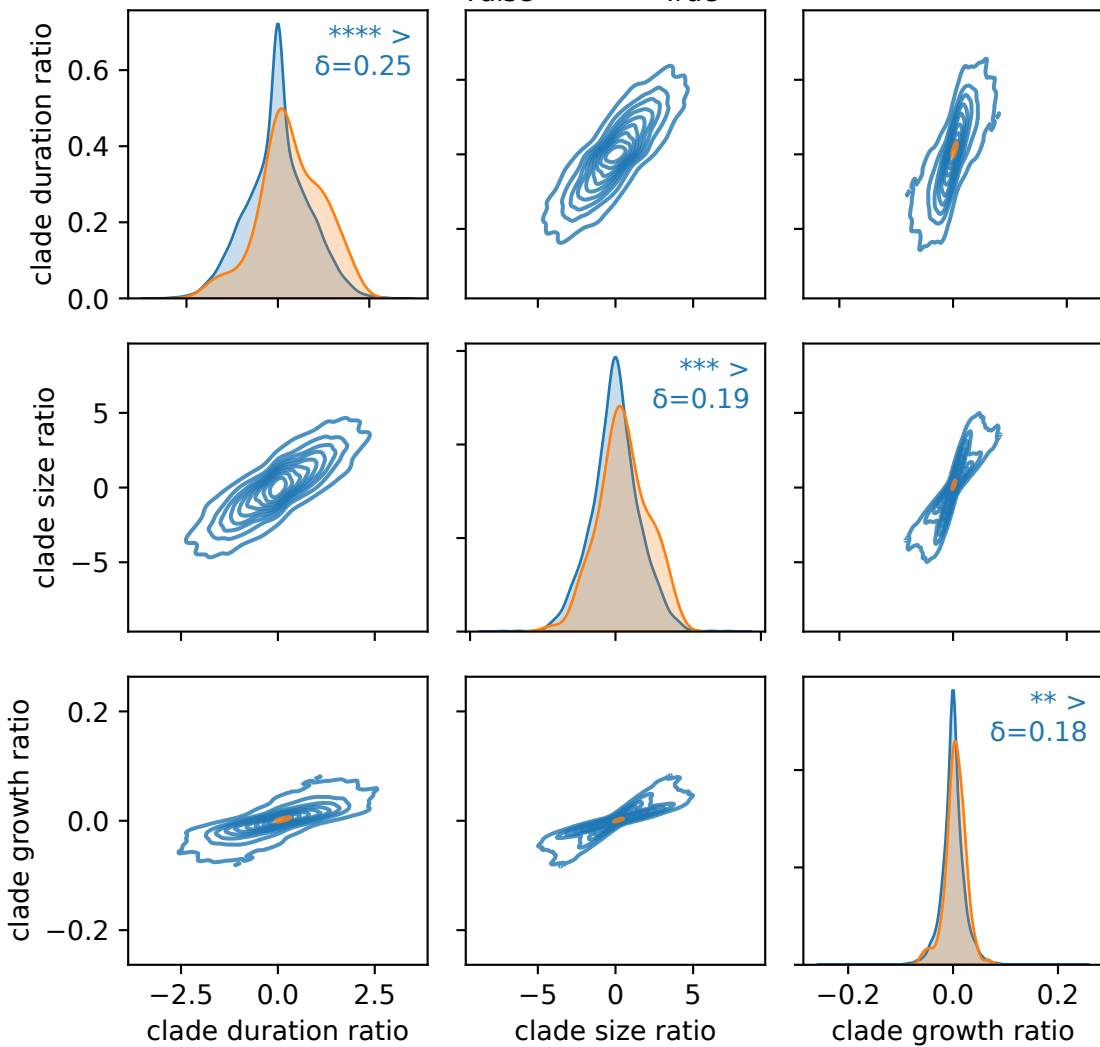 clade duration ratio
0.6
0.4
0.2
0.0
**** >
δ=0.25
clade size ratio
5
0
−5
*** >
δ=0.19
clade growth ratio
0.2
0.0
−0.2
** >
δ=0.18
−2.5 0.0 2.5
−5 0 5
−0.2 0.0 0.2
clade duration ratio
clade size ratio
clade growth ratio